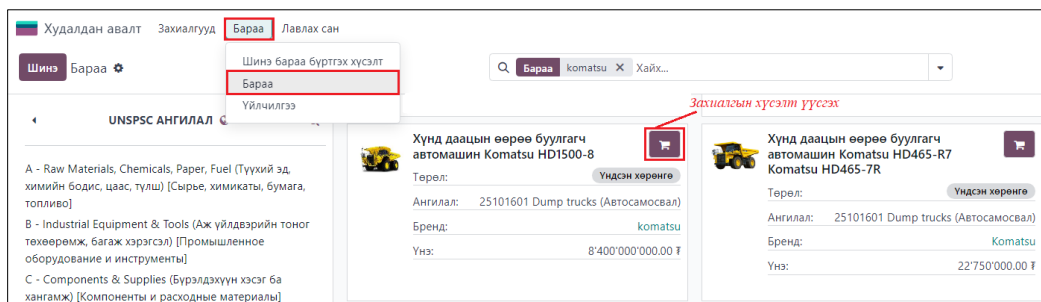 Худалдан авалт Захиалгууд Бараа Лавлах сан
Шинэ Бараа
Шинэ бараа бүртгэх хүсэлт
Бараа
Үйлчилгээ
Бараа komatsu X Хайх...
Захиалгын хүсэлт үүсгэх
UNSPSC АНГИЛАЛ
A - Raw Materials, Chemicals, Paper, Fuel (Түүхий эд,
химийн бодис, цаас, түлш) [Сырье, химикаты, бумага,
топливо]
B - Industrial Equipment & Tools (Аж үйлдвэрийн тоног
төхөөрөмж, багаж хэрэгсэл) [Промышленное
оборудование и инструменты]
C - Components & Supplies (Бүрэлдэхүүн хэсэг ба
хангамж) [Компоненты и расходные материалы]
Хүнд даацын өөрөө буулгагч
автомашин Komatsu HD1500-8
Төрөл: Үндсэн хөрөнгө
Ангилал: 25101601 Dump trucks (Автосамосвал)
Бренд: komatsu
Үнэ: 8'400'000'000.00 ₮
Хүнд даацын өөрөө буулгагч
автомашин Komatsu HD465-R7
Komatsu HD465-7R
Төрөл: Үндсэн хөрөнгө
Ангилал: 25101601 Dump trucks (Автосамосвал)
Бренд: Komatsu
Үнэ: 22'750'000.00 ₮